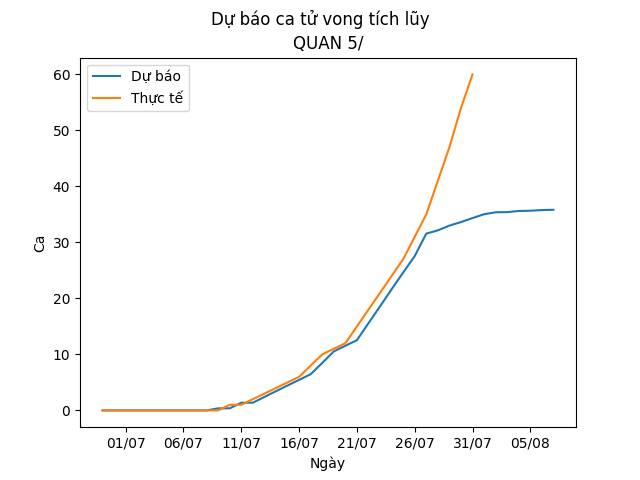 Dự báo ca tử vong tích lũy
QUAN 5/
Dự báo
Thực tế
60
50
40
30
20
10
0
Ca
01/07 06/07 11/07 16/07 21/07 26/07 31/07 05/08
Ngày